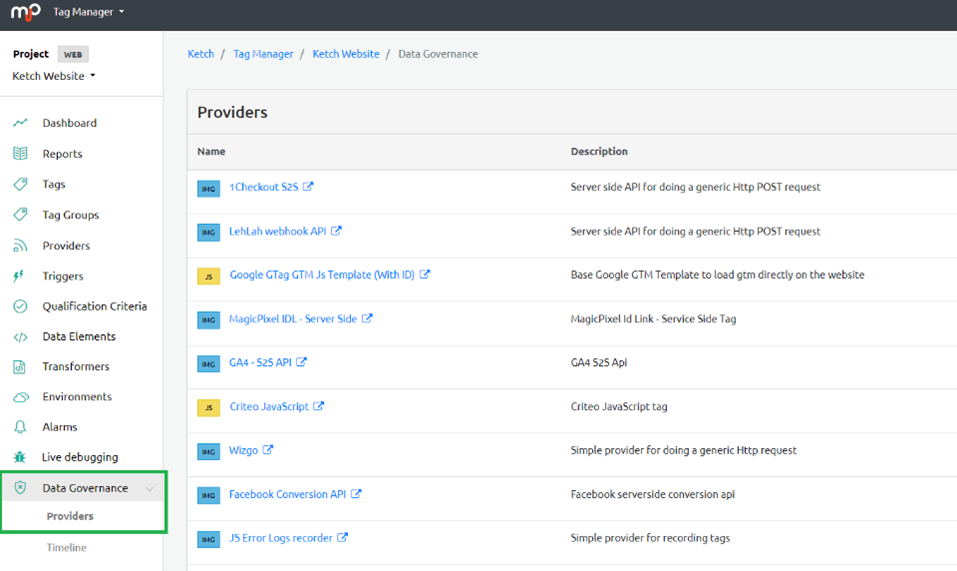 mp Tag Manager
Project WEB
Ketch Website
Ketch / Tag Manager / Ketch Website / Data Governance
Dashboard
Reports
Tags
Tag Groups
Providers
Triggers
Qualification Criteria
Data Elements
Transformers
Environments
Alarms
Live debugging
Data Governance
Providers
Timeline
Providers
Name Description
IMG 1Checkout S2S Server side API for doing a generic Http POST request
IMG LehLah webhook API Server side API for doing a generic Http POST request
JS Google GTag GTM Js Template (With ID) Base Google GTM Template to load gtm directly on the website
IMG MagicPixel IDL - Server Side MagicPixel Id Link - Service Side Tag
IMG GA4 - S2S API GA4 S2S Api
JS Criteo JavaScript Criteo JavaScript tag
IMG Wizgo Simple provider for doing a generic Http request
IMG Facebook Conversion API Facebook serverside conversion api
IMG JS Error Logs recorder Simple provider for recording tags